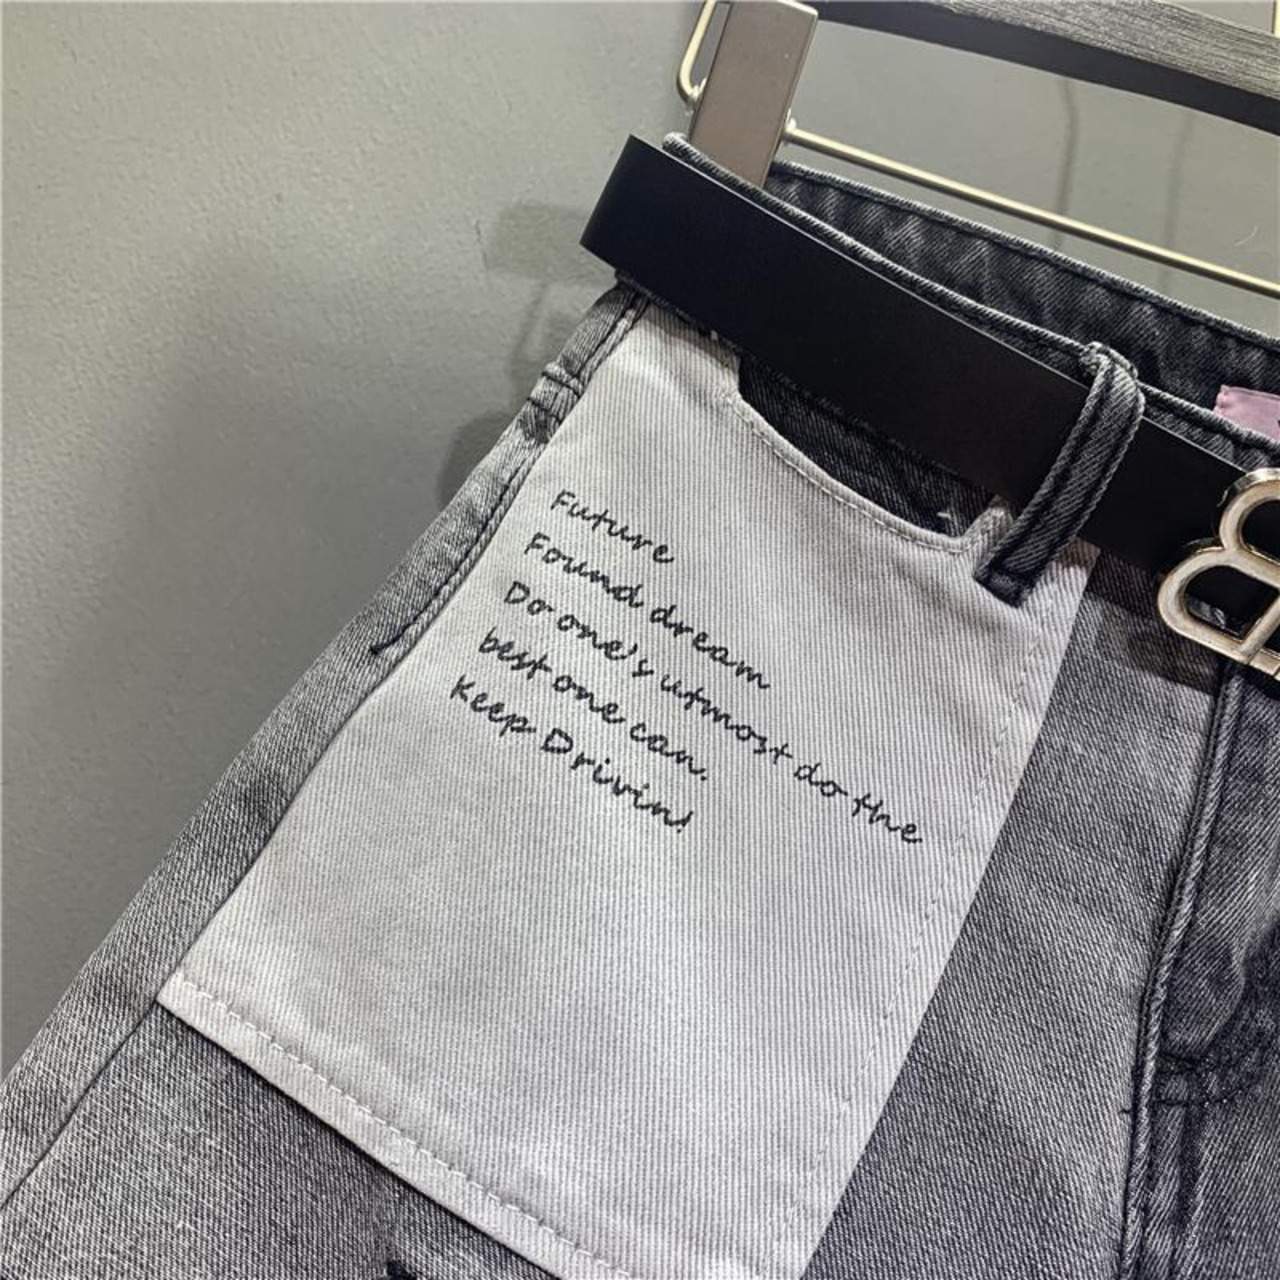 Future
Found dream
Do one's utmost do the
best one can.
Keep Drivin!